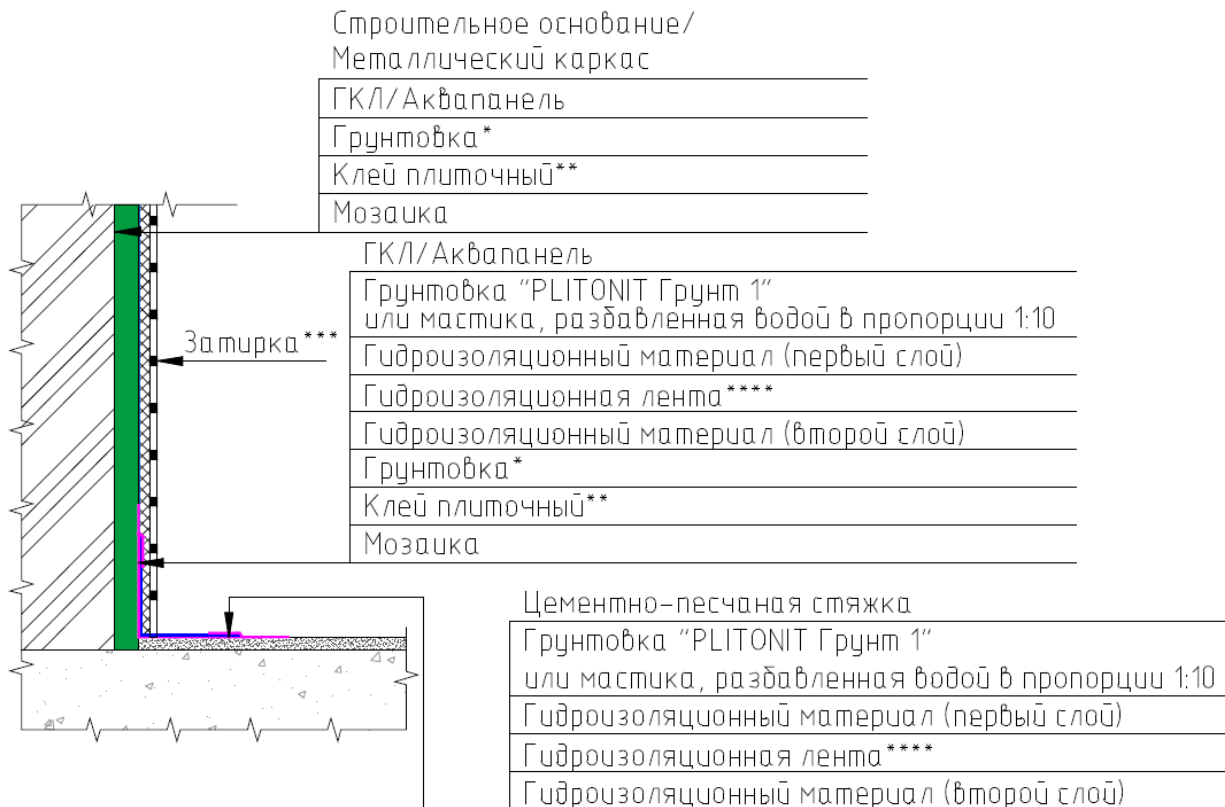 Строительное основание/
Металлический каркас
ГКЛ/Аквапанель
Грунтовка*
Клей плиточный**
Мозаика
ГКЛ/Аквапанель
Грунтовка "PLITONIT Грунт 1"
или мастика, разбавленная водой в пропорции 1:10
Затирка***
Гидроизоляционный материал (первый слой)
Гидроизоляционная лента****
Гидроизоляционный материал (второй слой)
Грунтовка*
Клей плиточный**
Мозаика
Цементно-песчаная стяжка
Грунтовка "PLITONIT Грунт 1"
или мастика, разбавленная водой в пропорции 1:10
Гидроизоляционный материал (первый слой)
Гидроизоляционная лента****
Гидроизоляционный материал (второй слой)